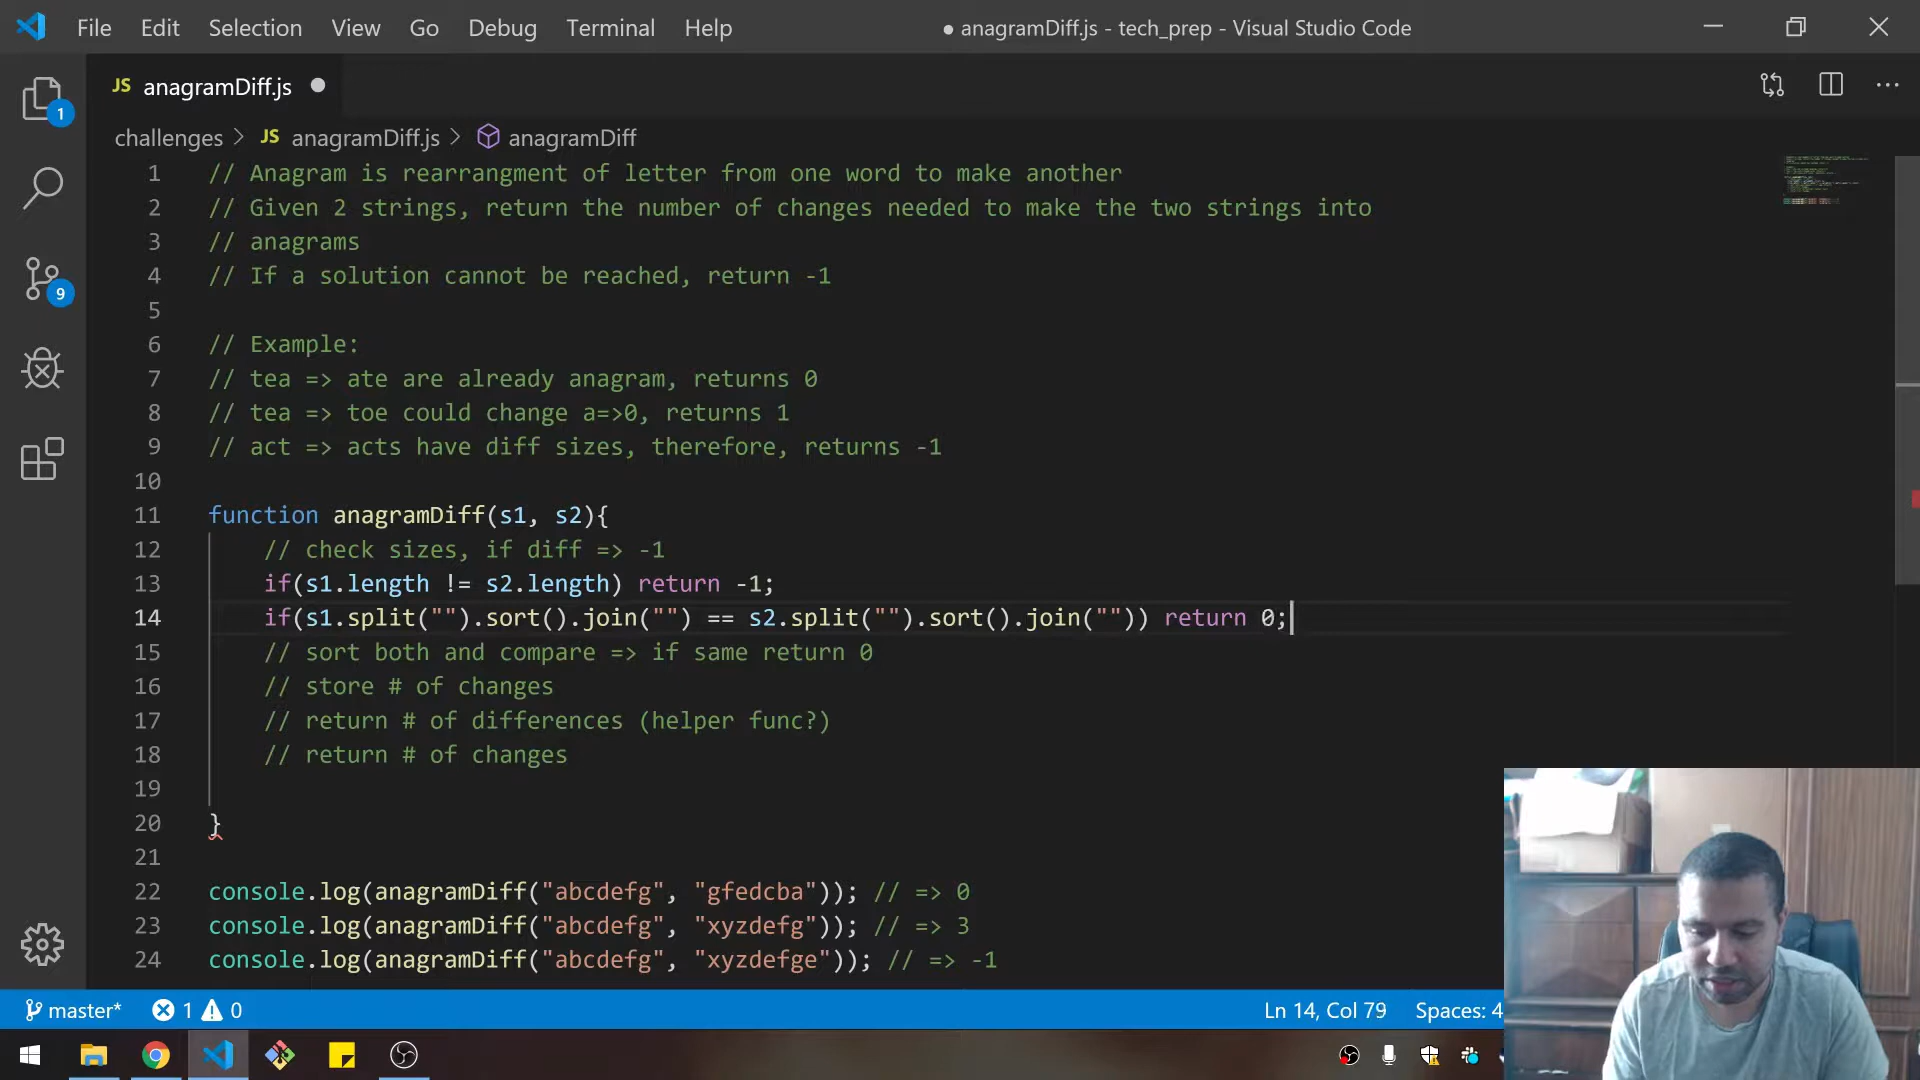 File Edit Selection View Go Debug Terminal Help
● anagramDiff.js - tech_prep - Visual Studio Code
JS anagramDiff.js ●
challenges > JS anagramDiff.js > anagramDiff
1
9
1 // Anagram is rearrangment of letter from one word to make another
2 // Given 2 strings, return the number of changes needed to make the two strings into
3 // anagrams
4 // If a solution cannot be reached, return -1
5
6 // Example:
7 // tea => ate are already anagram, returns 0
8 // tea => toe could change a=>0, returns 1
9 // act => acts have diff sizes, therefore, returns -1
10
11 function anagramDiff(s1, s2){
12 // check sizes, if diff => -1
13 if(s1.length != s2.length) return -1;
14 if(s1.split("").sort().join("") == s2.split("").sort().join("")) return 0;
15 // sort both and compare => if same return 0
16 // store # of changes
17 // return # of differences (helper func?)
18 // return # of changes
19
20 }
21
22 console.log(anagramDiff("abcdefg", "gfedcba")); // => 0
23 console.log(anagramDiff("abcdefg", "xyzdefg")); // => 3
24 console.log(anagramDiff("abcdefg", "xyzdefge")); // => -1
master* 1 0 Ln 14, Col 79 Spaces: 4